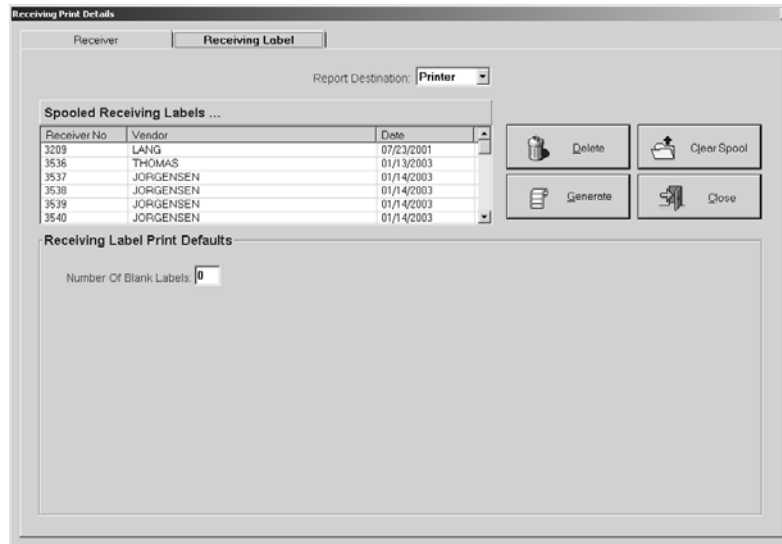 Receiving Print Details
Receiver Receiving Label
Report Destination: Printer
Spooled Receiving Labels ...
Receiver No Vendor Date
3209 LANG 07/23/2001
3536 THOMAS 01/13/2003
3537 JORGENSEN 01/14/2003
3538 JORGENSEN 01/14/2003
3539 JORGENSEN 01/14/2003
3540 JORGENSEN 01/14/2003
Delete Clear Spool
Generate Close
Receiving Label Print Defaults
Number Of Blank Labels: 0